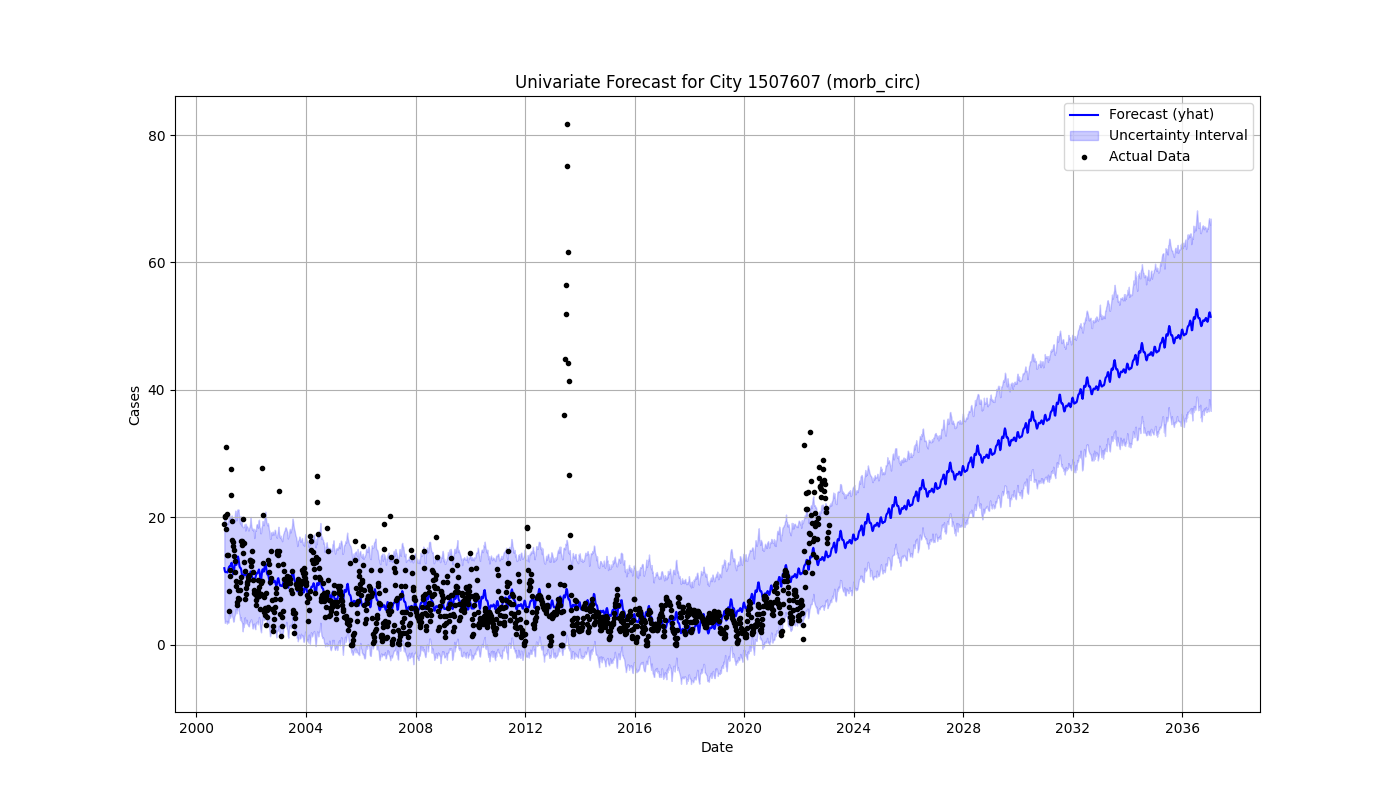 Univariate Forecast for City 1507607 (morb_circ)
Forecast (yhat)
Uncertainty Interval
Actual Data
80
60
40
20
0
Cases
2000 2004 2008 2012 2016 2020 2024 2028 2032 2036
Date